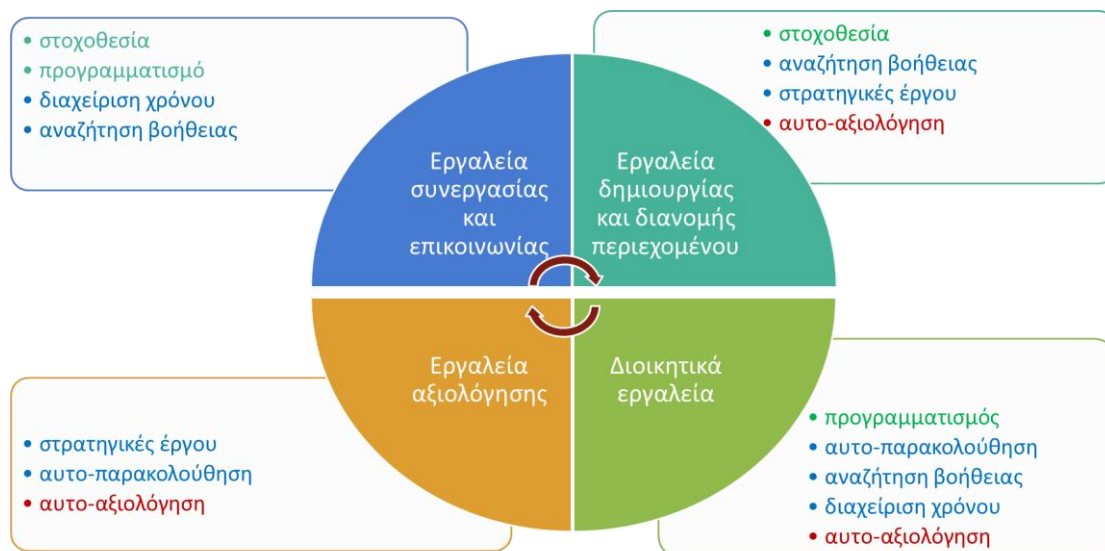 • στοχοθεσία
• προγραμματισμό
• διαχείριση χρόνου
• αναζήτηση βοήθειας
• στοχοθεσία
• αναζήτηση βοήθειας
• στρατηγικές έργου
• αυτο-αξιολόγηση
Εργαλεία
συνεργασίας
και
επικοινωνίας
Εργαλεία
δημιουργίας
και διανομής
περιεχομένου
Εργαλεία
αξιολόγησης
Διοικητικά
εργαλεία
• στρατηγικές έργου
• αυτο-παρακολούθηση
• αυτο-αξιολόγηση
• προγραμματισμός
• αυτο-παρακολούθηση
• αναζήτηση βοήθειας
• διαχείριση χρόνου
• αυτο-αξιολόγηση